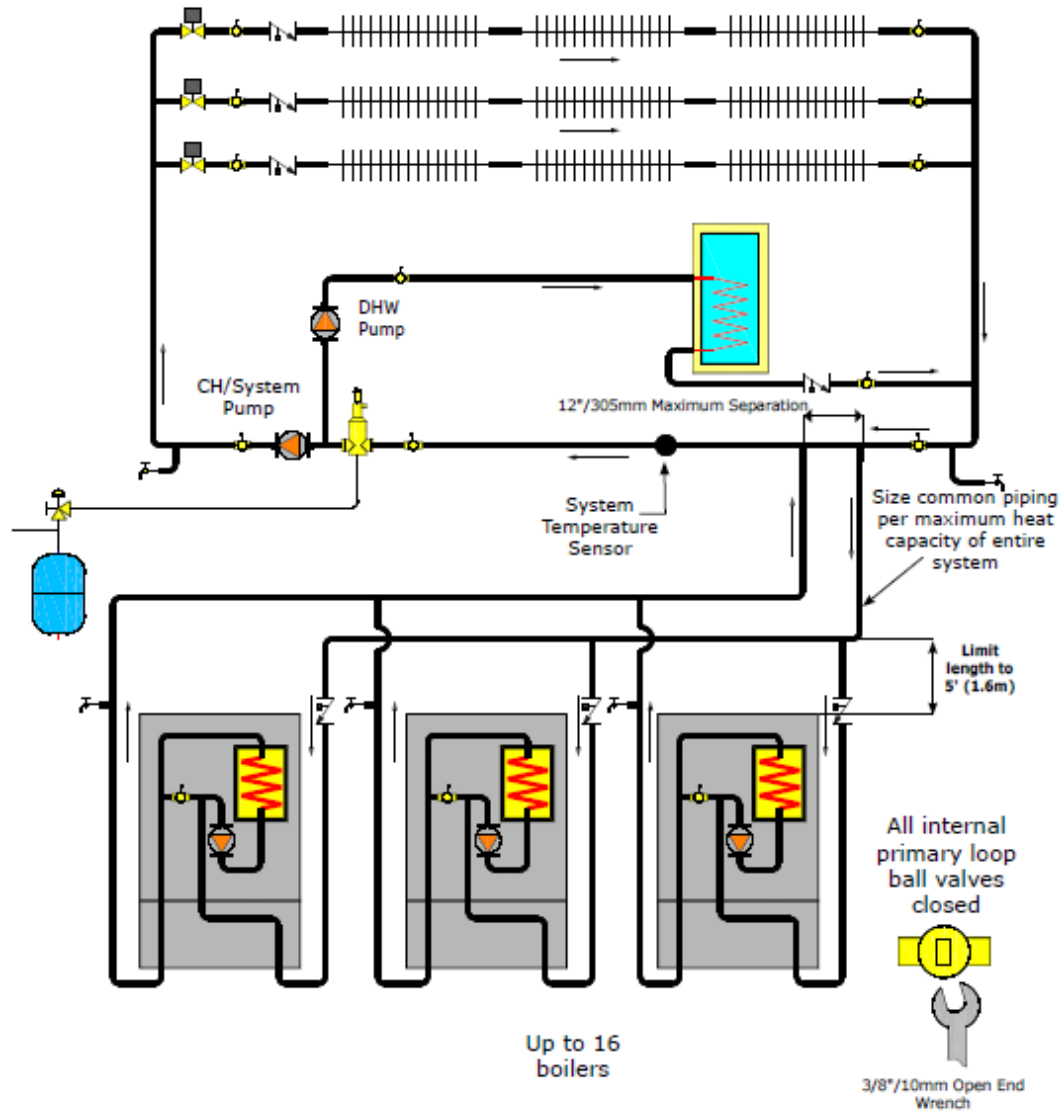 DHW
Pump
CH/System
Pump
12"/305mm Maximum Separation
System
Temperature
Sensor
Size common piping
per maximum heat
capacity of entire
system
Limit
length to
5' (1.6m)
All internal
primary loop
ball valves
closed
Up to 16
boilers
3/8"/10mm Open End
Wrench